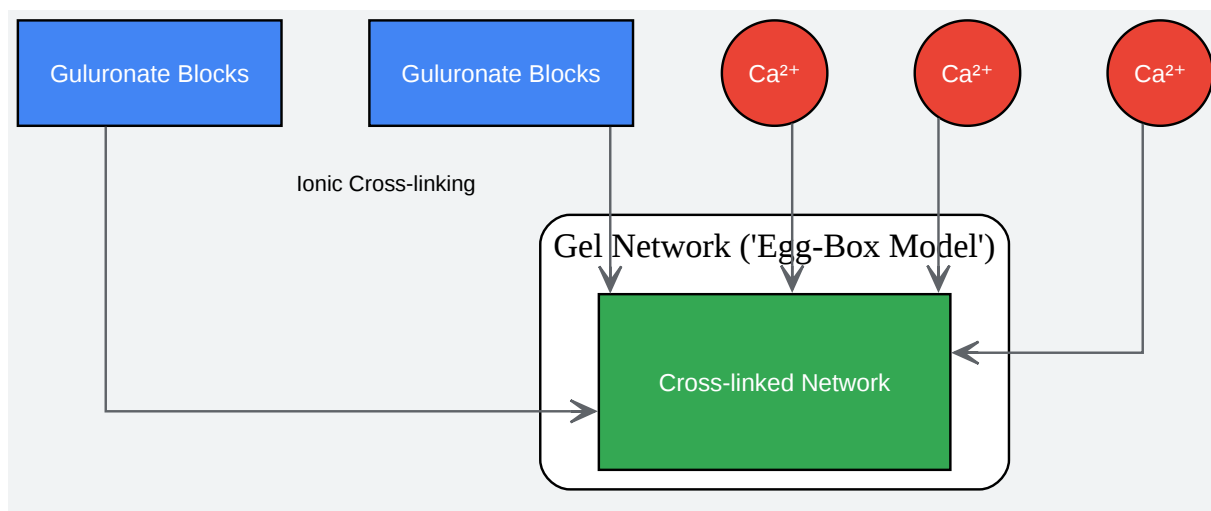 Guluronate Blocks
Guluronate Blocks
Ca²⁺
Ca²⁺
Ca²⁺
Ionic Cross-linking
Gel Network ('Egg-Box Model')
Cross-linked Network